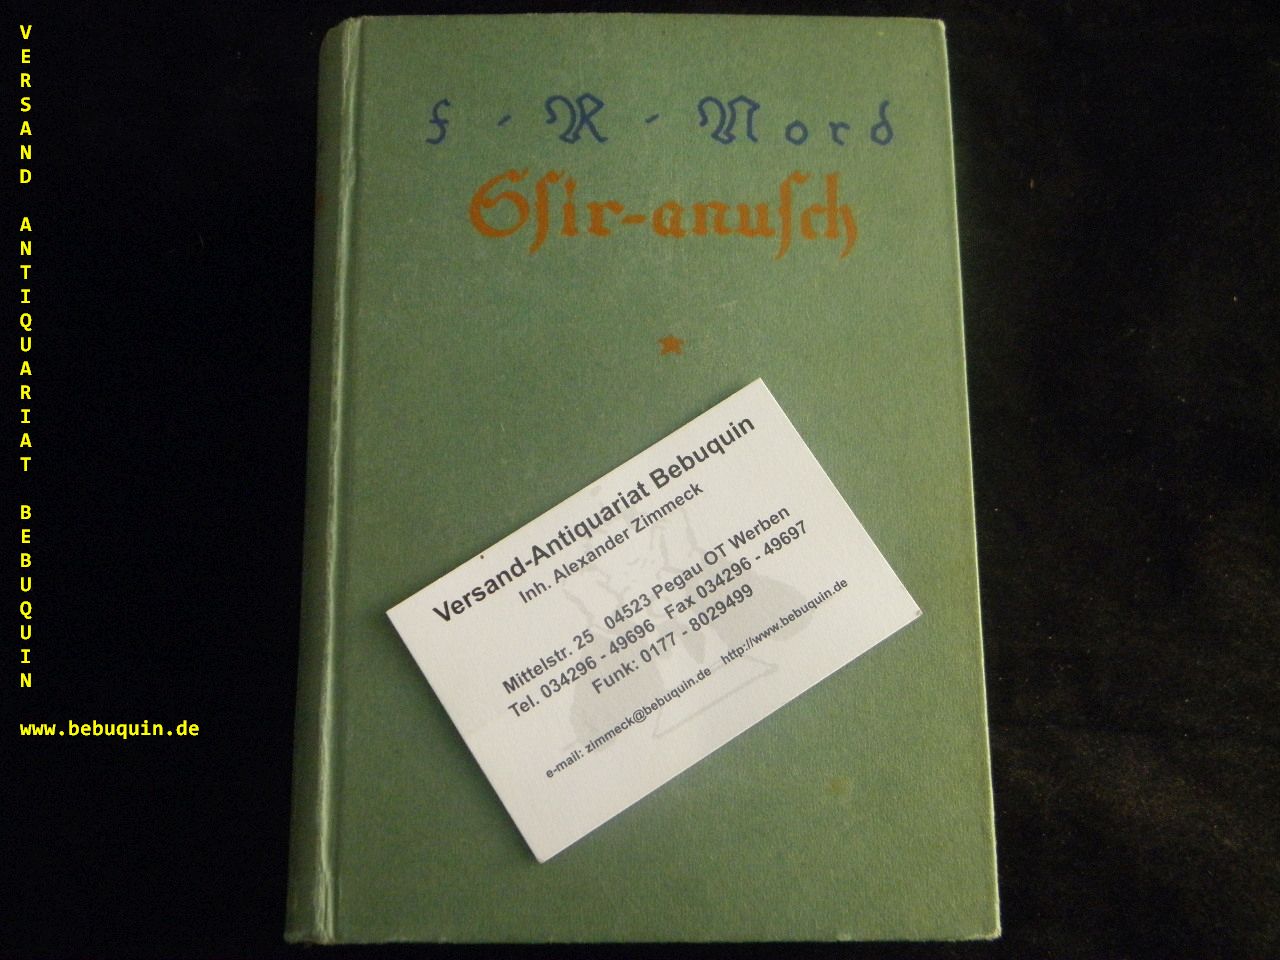 VERSAND ANTIQUARIAT BEBUQUIN
www.bebuquin.de
F - R - Nord
Gsir-anusch
Versand-Antiquariat Bebuquin
Inh. Alexander Zimmeck
Mittelstr. 25 04523 Pegau OT Werben
Tel. 034296 - 49696 Fax 034296 - 49697
Funk: 0177 - 8029499
e-mail: zimmeck@bebuquin.de http://www.bebuquin.de